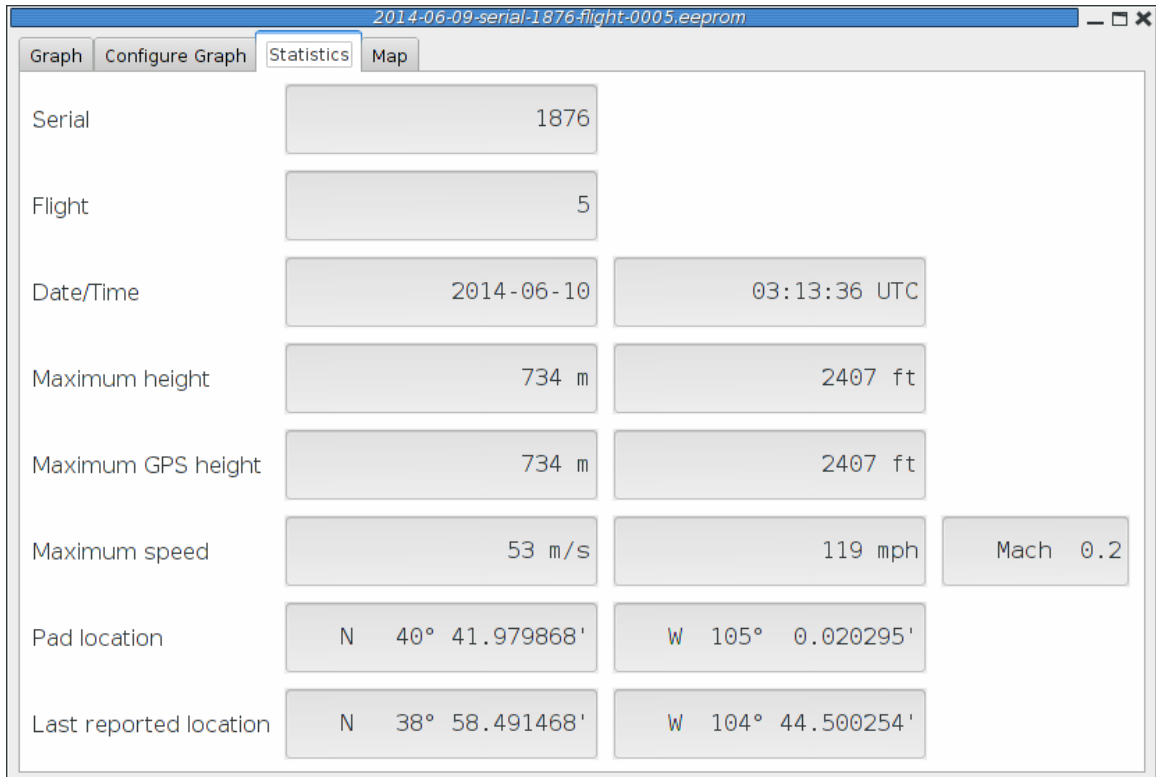 2014-06-09-serial-1876-flight-0005.eeprom
Graph Configure Graph Statistics Map
Serial 1876
Flight 5
Date/Time 2014-06-10 03:13:36 UTC
Maximum height 734 m 2407 ft
Maximum GPS height 734 m 2407 ft
Maximum speed 53 m/s 119 mph Mach 0.2
Pad location N 40° 41.979868' W 105° 0.020295'
Last reported location N 38° 58.491468' W 104° 44.500254'